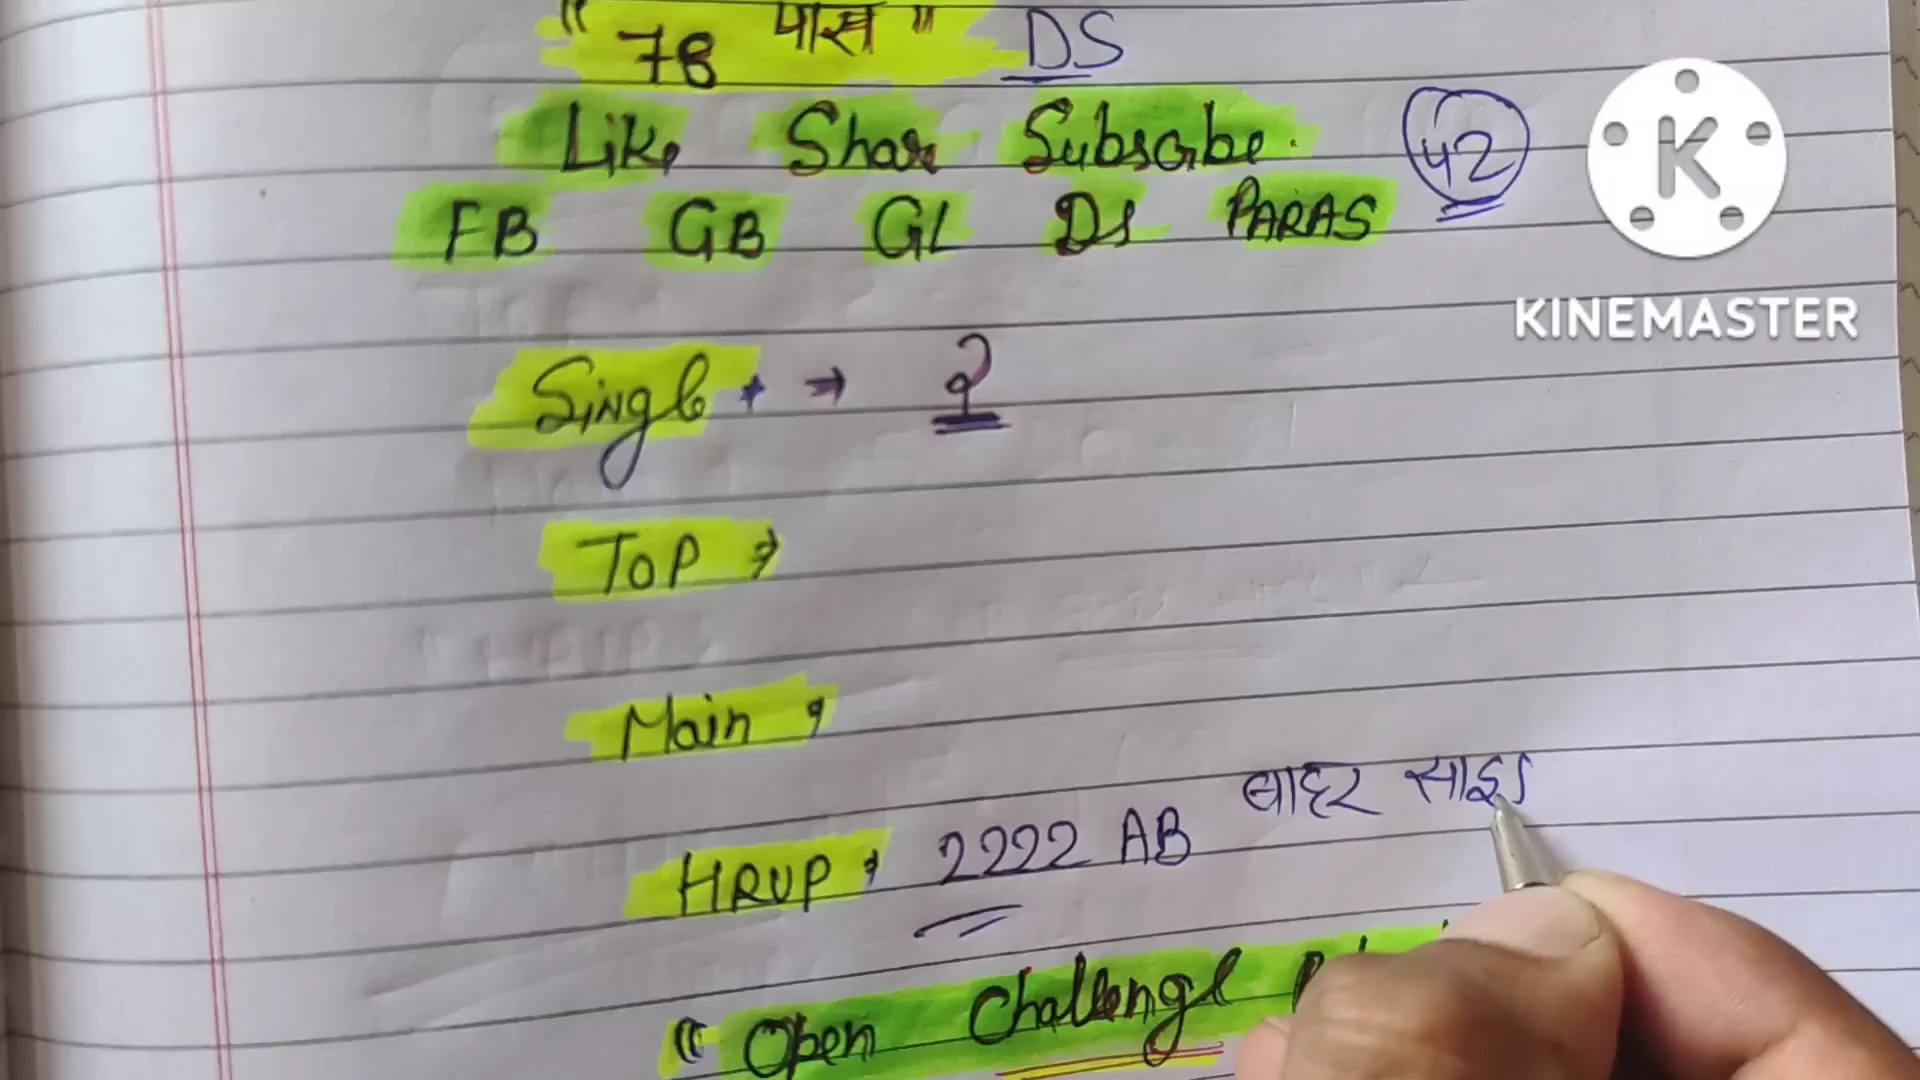 "78 पास" DS
Like Share Subscribe. 42
FB GB GL DS PARAS
KINEMASTER
Single → 2
TOP →
Main →
बाहर साइड
HRUP → 2222 AB
"Open Challenge